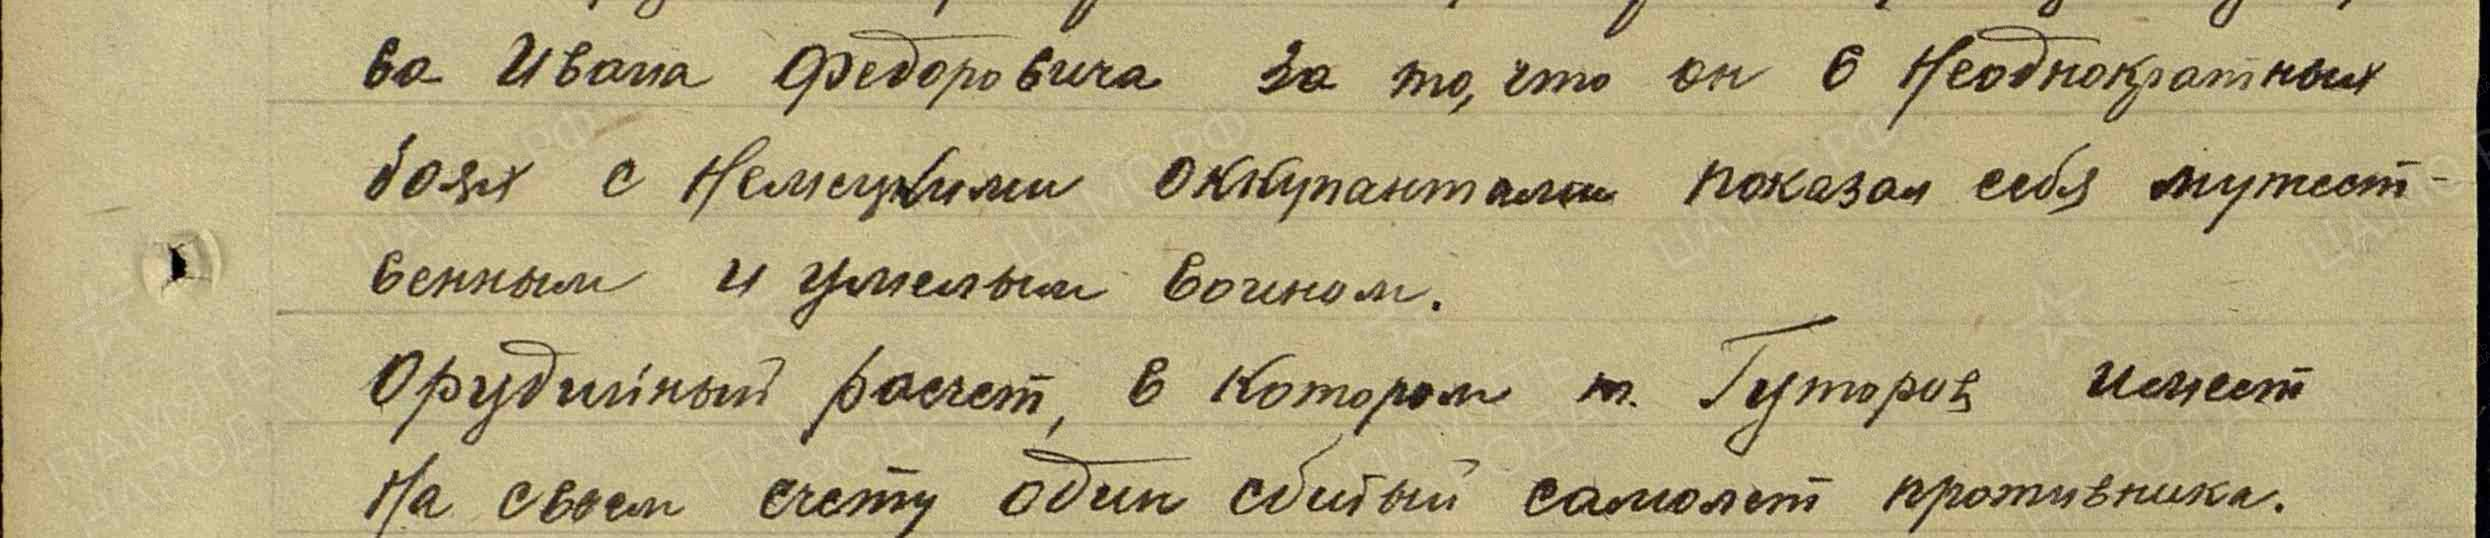 ва Ивана Федоровича за то, что он в Неоднократных
боях с Немецкими оккупантами показал себя мужест-
венным и умелым воином.
Орудийный расчет, в котором т. Гуторов имеет
На своем счету один сбитый самолет противника.